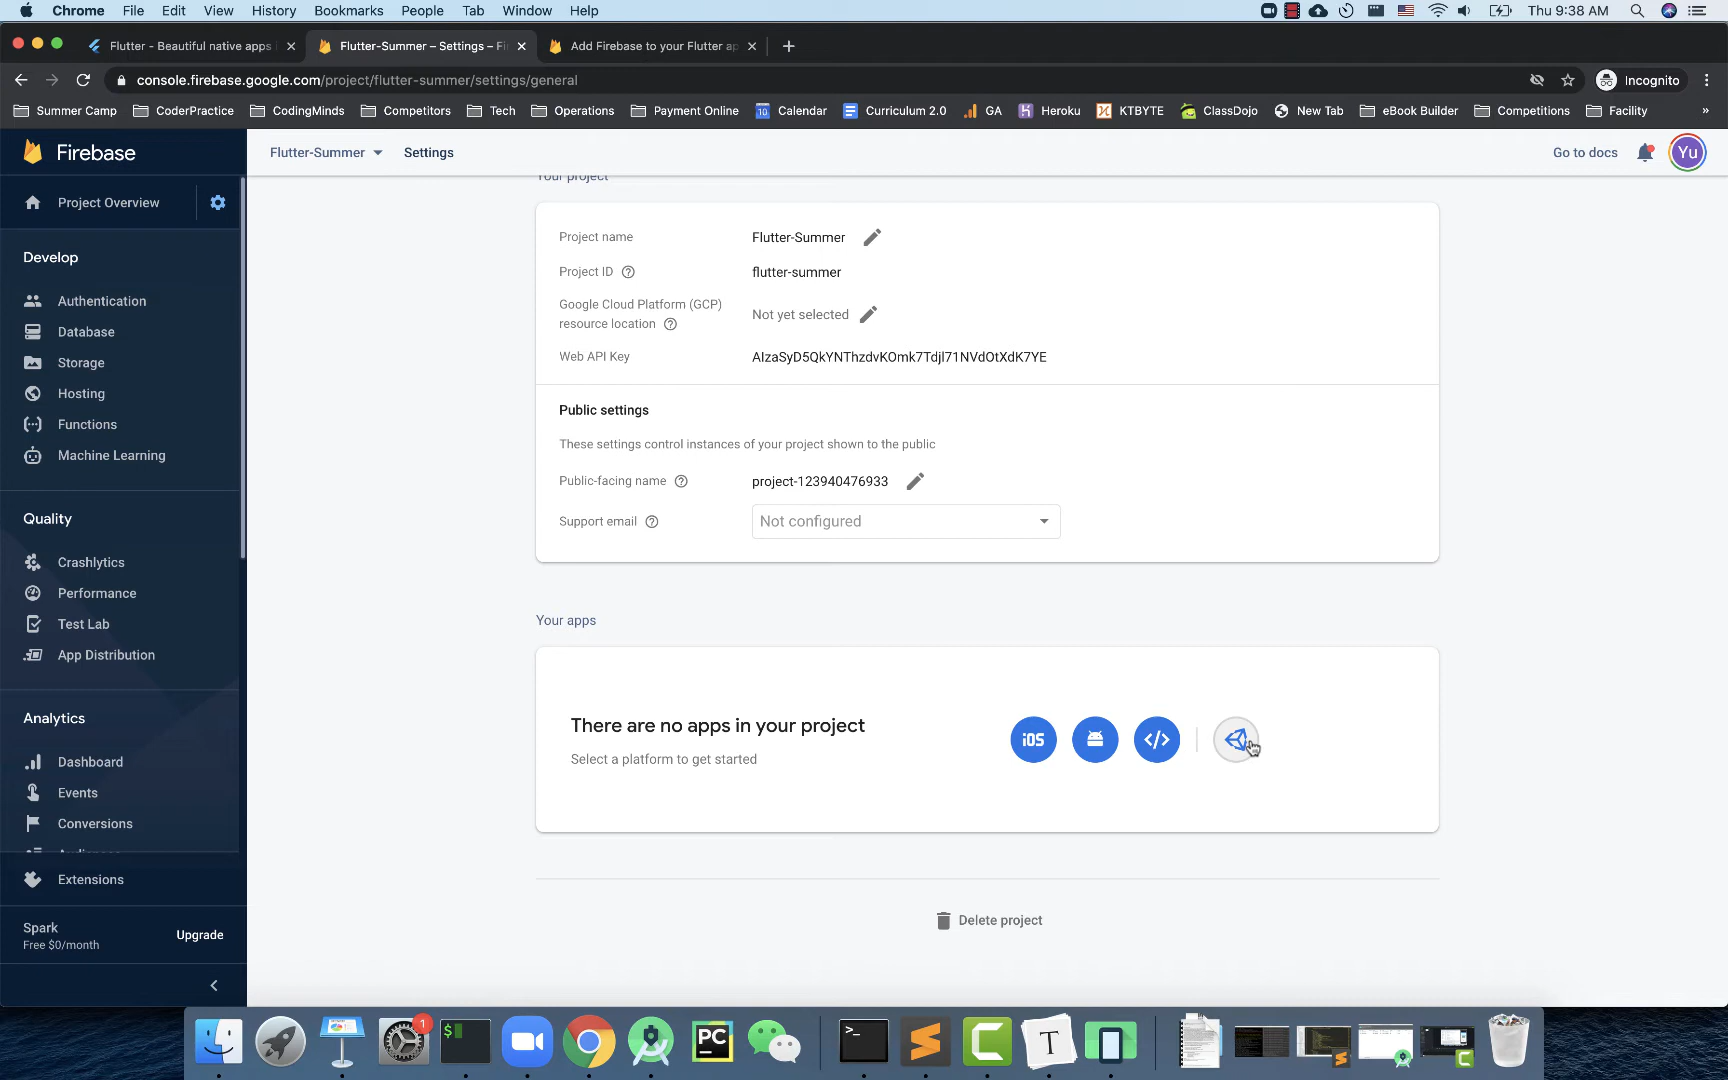 Chrome File Edit View History Bookmarks People Tab Window Help Thu 9:38 AM
Flutter - Beautiful native apps Flutter-Summer – Settings – Fi Add Firebase to your Flutter ap
console.firebase.google.com/project/flutter-summer/settings/general Incognito
Summer Camp CoderPractice CodingMinds Competitors Tech Operations Payment Online Calendar Curriculum 2.0 GA Heroku KTBYTE ClassDojo New Tab eBook Builder Competitions Facility »
Firebase
Flutter-Summer Settings Go to docs Yu
Your project
Project Overview
Project name Flutter-Summer
Project ID flutter-summer
Google Cloud Platform (GCP)
resource location Not yet selected
Web API Key AIzaSyD5QkYNThzdvKOmk7Tdjl71NVdOtXdK7YE
Public settings
These settings control instances of your project shown to the public
Public-facing name project-123940476933
Support email Not configured
Your apps
There are no apps in your project
Select a platform to get started
iOS
Delete project
Develop
Authentication
Database
Storage
Hosting
Functions
Machine Learning
Quality
Crashlytics
Performance
Test Lab
App Distribution
Analytics
Dashboard
Events
Conversions
Extensions
Spark
Free $0/month
Upgrade
1
PC
T